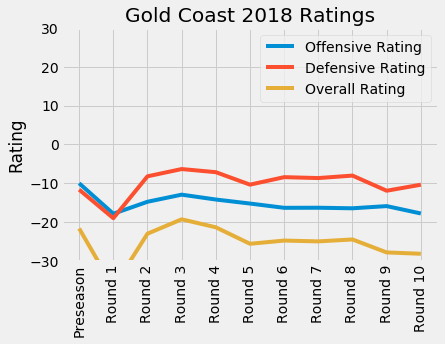 Gold Coast 2018 Ratings
Offensive Rating
Defensive Rating
Overall Rating
Rating
30
20
10
0
−10
−20
−30
Preseason
Round 1
Round 2
Round 3
Round 4
Round 5
Round 6
Round 7
Round 8
Round 9
Round 10